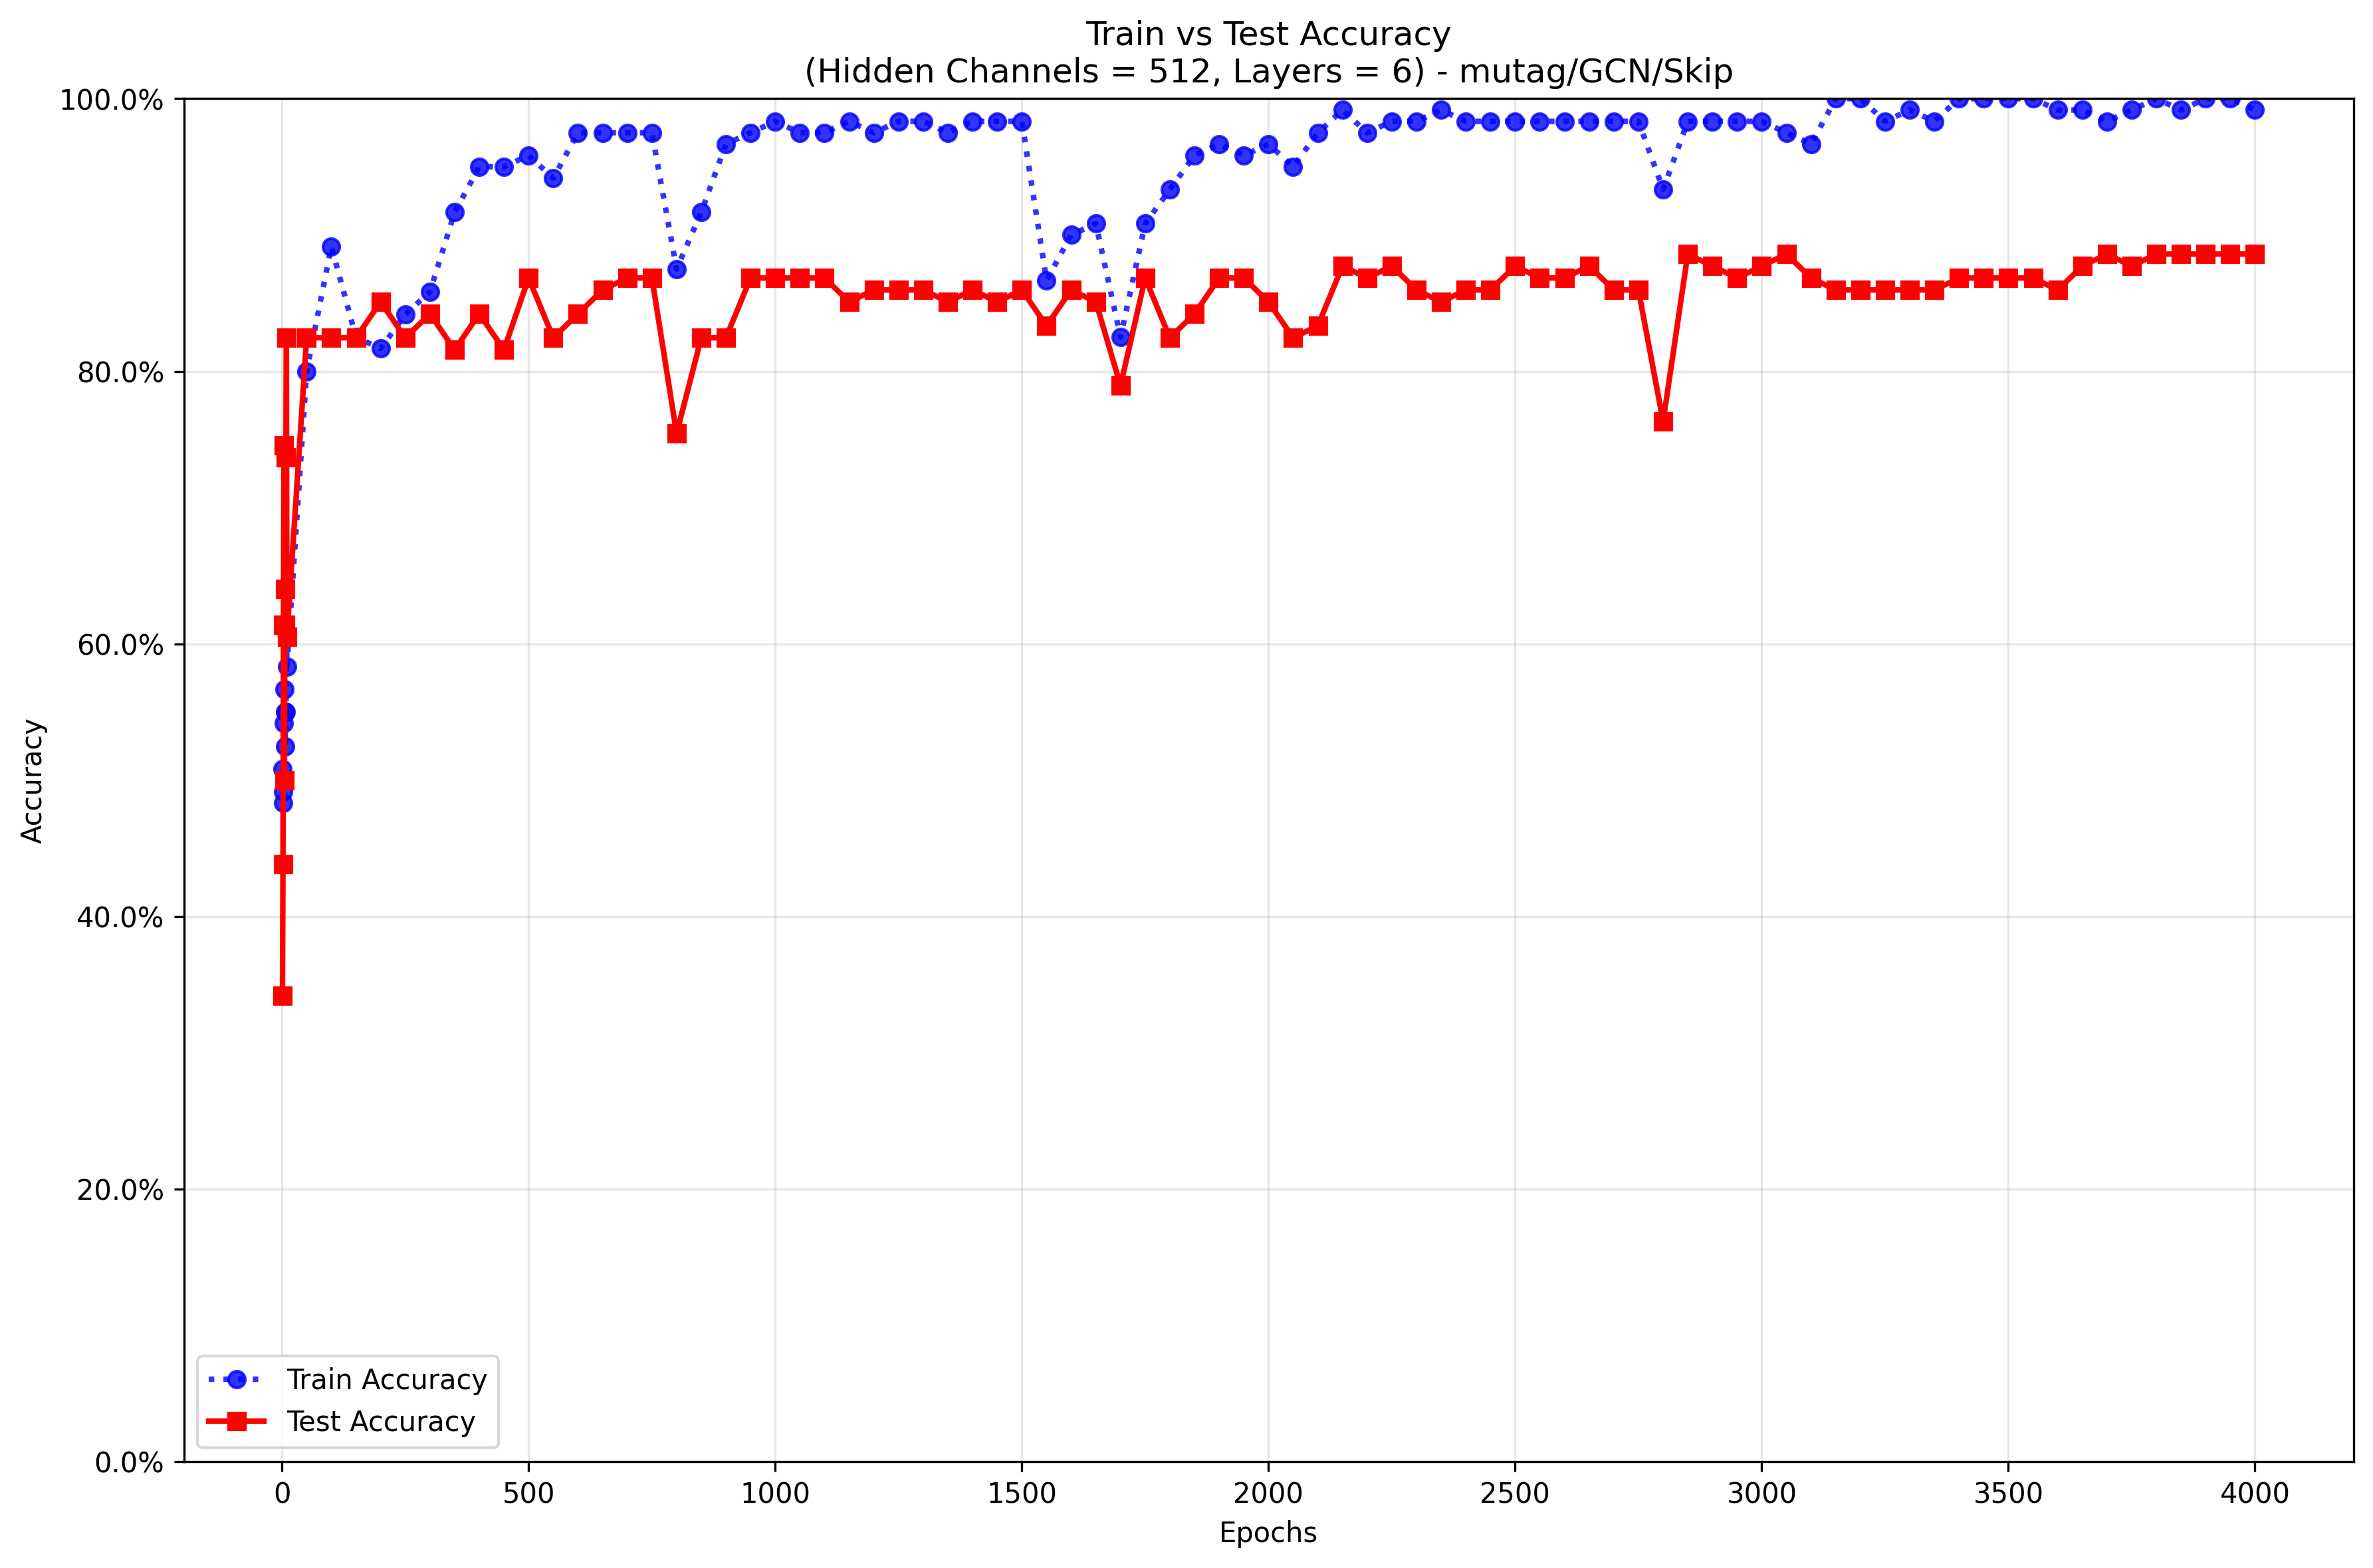 Train vs Test Accuracy
(Hidden Channels = 512, Layers = 6) - mutag/GCN/Skip
100.0%
80.0%
60.0%
40.0%
20.0%
0.0%
Accuracy
Train Accuracy
Test Accuracy
0 500 1000 1500 2000 2500 3000 3500 4000
Epochs